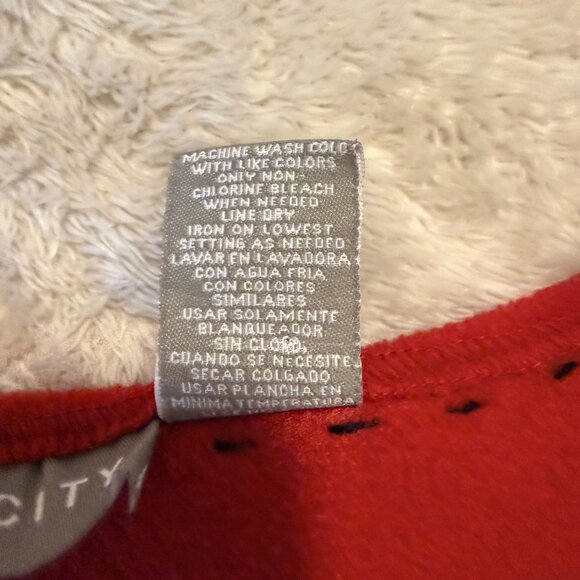 MACHINE WASH COLD
WITH LIKE COLORS
ONLY NON-
CHLORINE BLEACH
WHEN NEEDED
LINE DRY
IRON ON LOWEST
SETTING AS NEEDED
LAVAR EN LAVADORA
CON AGUA FRIA
CON COLORES
SIMILARES
USAR SOLAMENTE
BLANQUEADOR
SIN CLORO,
CUANDO SE NECESITE
SECAR COLGADO
USAR PLANCHA EN
MINIMA TEMPERATURA
CITY